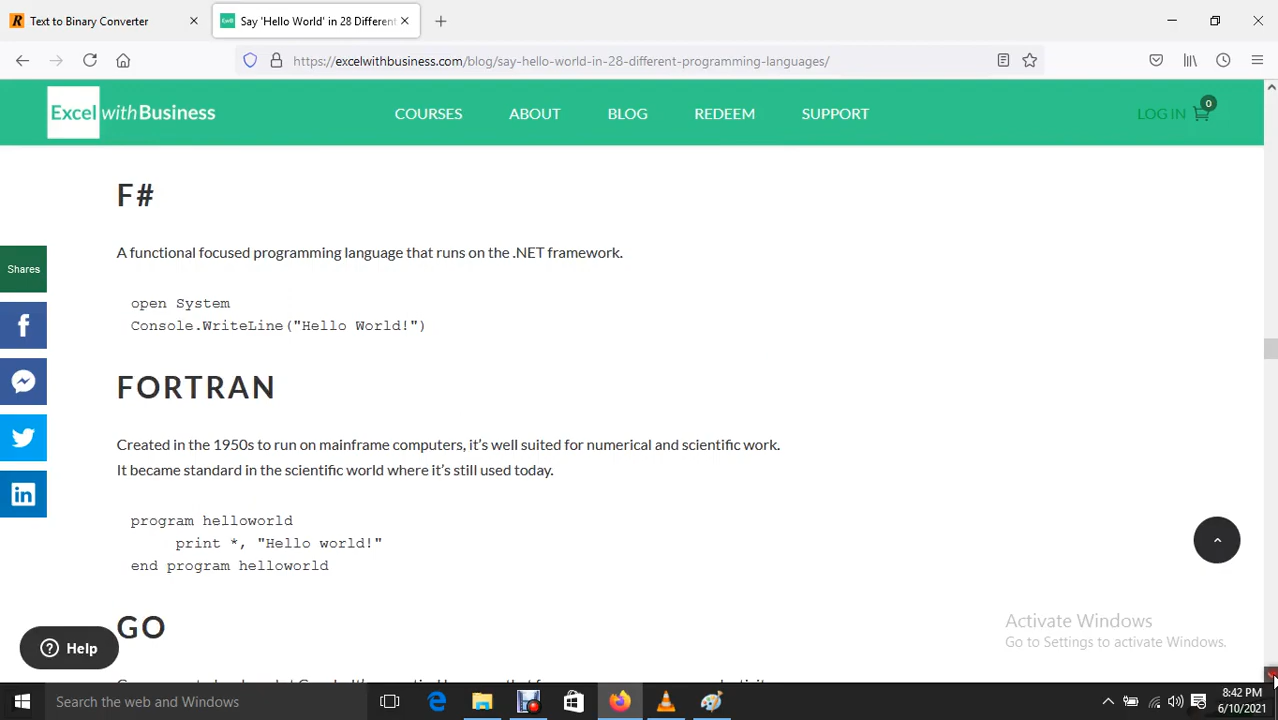 Text to Binary Converter
Say 'Hello World' in 28 Different
https://excelwithbusiness.com/blog/say-hello-world-in-28-different-programming-languages/
Excel with Business
COURSES ABOUT BLOG REDEEM SUPPORT
LOG IN 0
F#
A functional focused programming language that runs on the .NET framework.
Shares
open System
Console.WriteLine("Hello World!")
FORTRAN
Created in the 1950s to run on mainframe computers, it's well suited for numerical and scientific work.
It became standard in the scientific world where it's still used today.
program helloworld
print *, "Hello world!"
end program helloworld
GO
Activate Windows
Go to Settings to activate Windows.
Help
Search the web and Windows
8:42 PM
6/10/2021